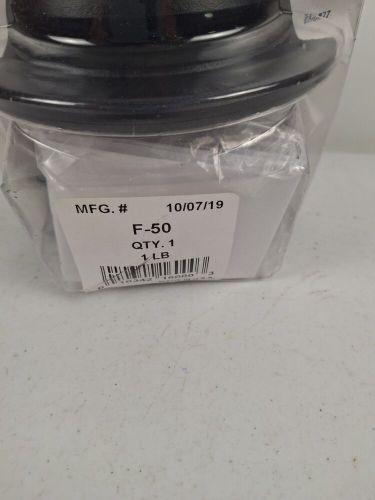 MFG. # 10/07/19
F-50
QTY. 1
1 LB